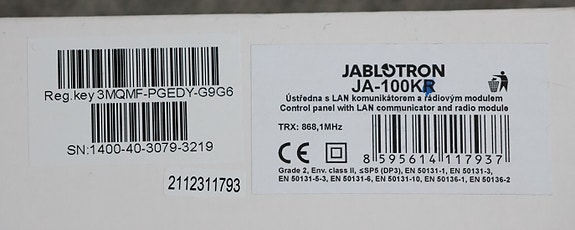 Reg.key 3MQMF-PGEDY-G9G6
SN:1400-40-3079-3219
2112311793
JABLOTRON
JA-100KR
Ústředna s LAN komunikátorem a rádiovým modulem
Control panel with LAN communicator and radio module
TRX: 868,1MHz
CE
8 595614 117937
Grade 2, Env. class II, ≤SP5 (DP3), EN 50131-1, EN 50131-3,
EN 50131-5-3, EN 50131-6, EN 50131-10, EN 50136-1, EN 50136-2